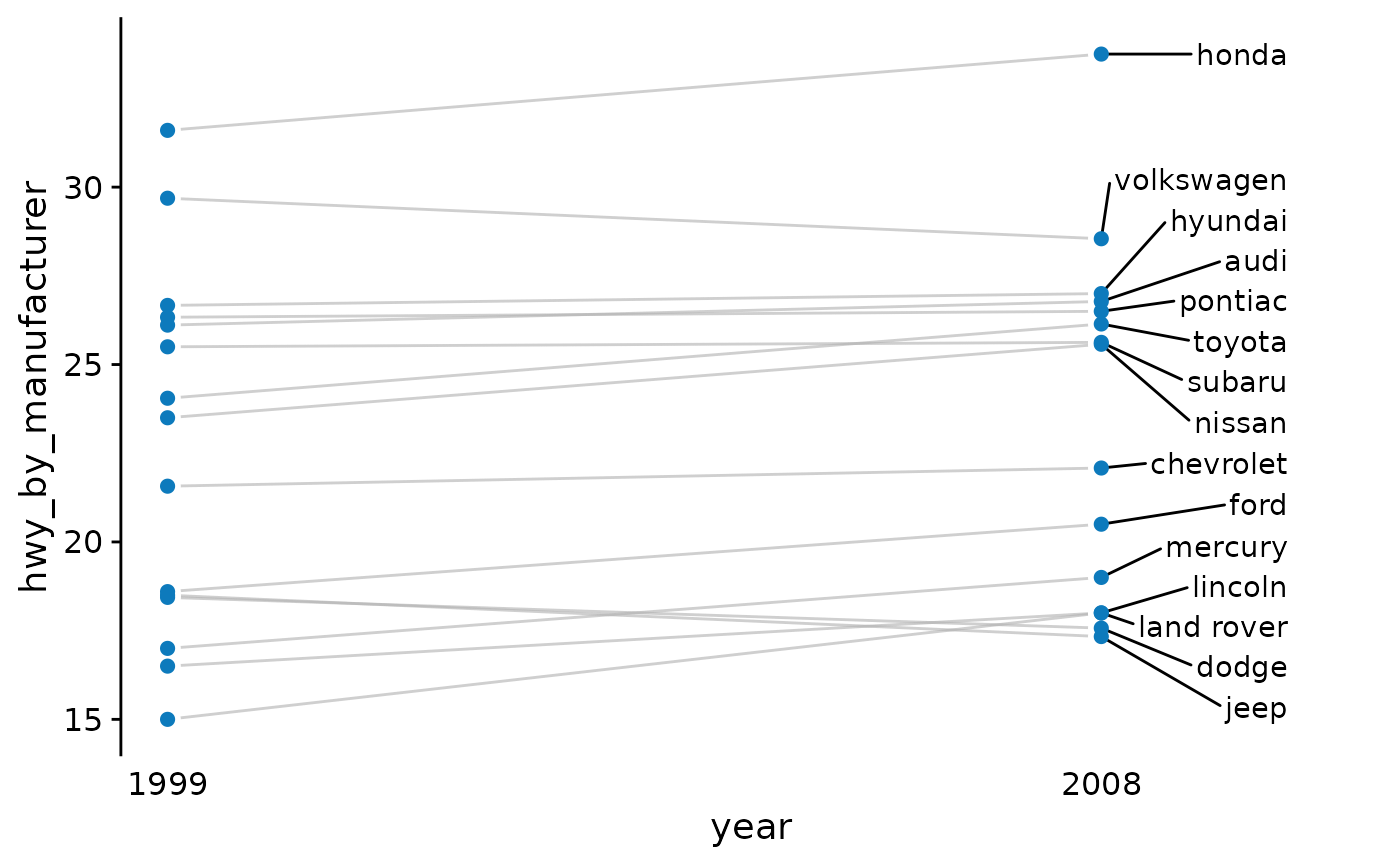 honda
volkswagen
hyundai
audi
pontiac
toyota
subaru
nissan
chevrolet
ford
mercury
lincoln
land rover
dodge
jeep
30
25
20
15
hwy_by_manufacturer
1999 2008
year